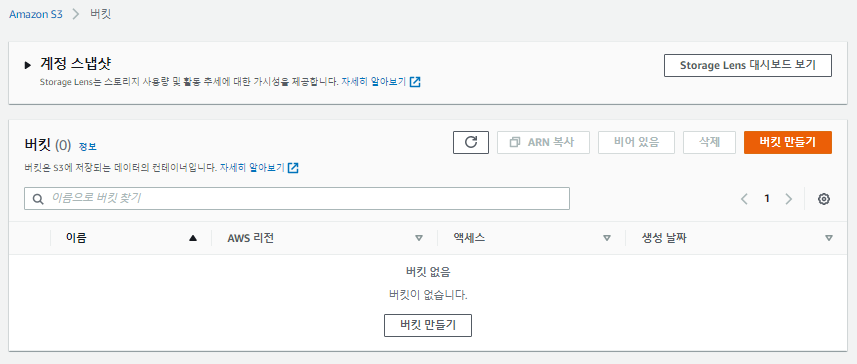 Amazon S3 > 버킷
계정 스냅샷
Storage Lens는 스토리지 사용량 및 활동 추세에 대한 가시성을 제공합니다. 자세히 알아보기
Storage Lens 대시보드 보기
버킷 (0) 정보
ARN 복사 비어 있음 삭제 버킷 만들기
버킷은 S3에 저장되는 데이터의 컨테이너입니다. 자세히 알아보기
이름으로 버킷 찾기
1
이름 AWS 리전 액세스 생성 날짜
버킷 없음
버킷이 없습니다.
버킷 만들기